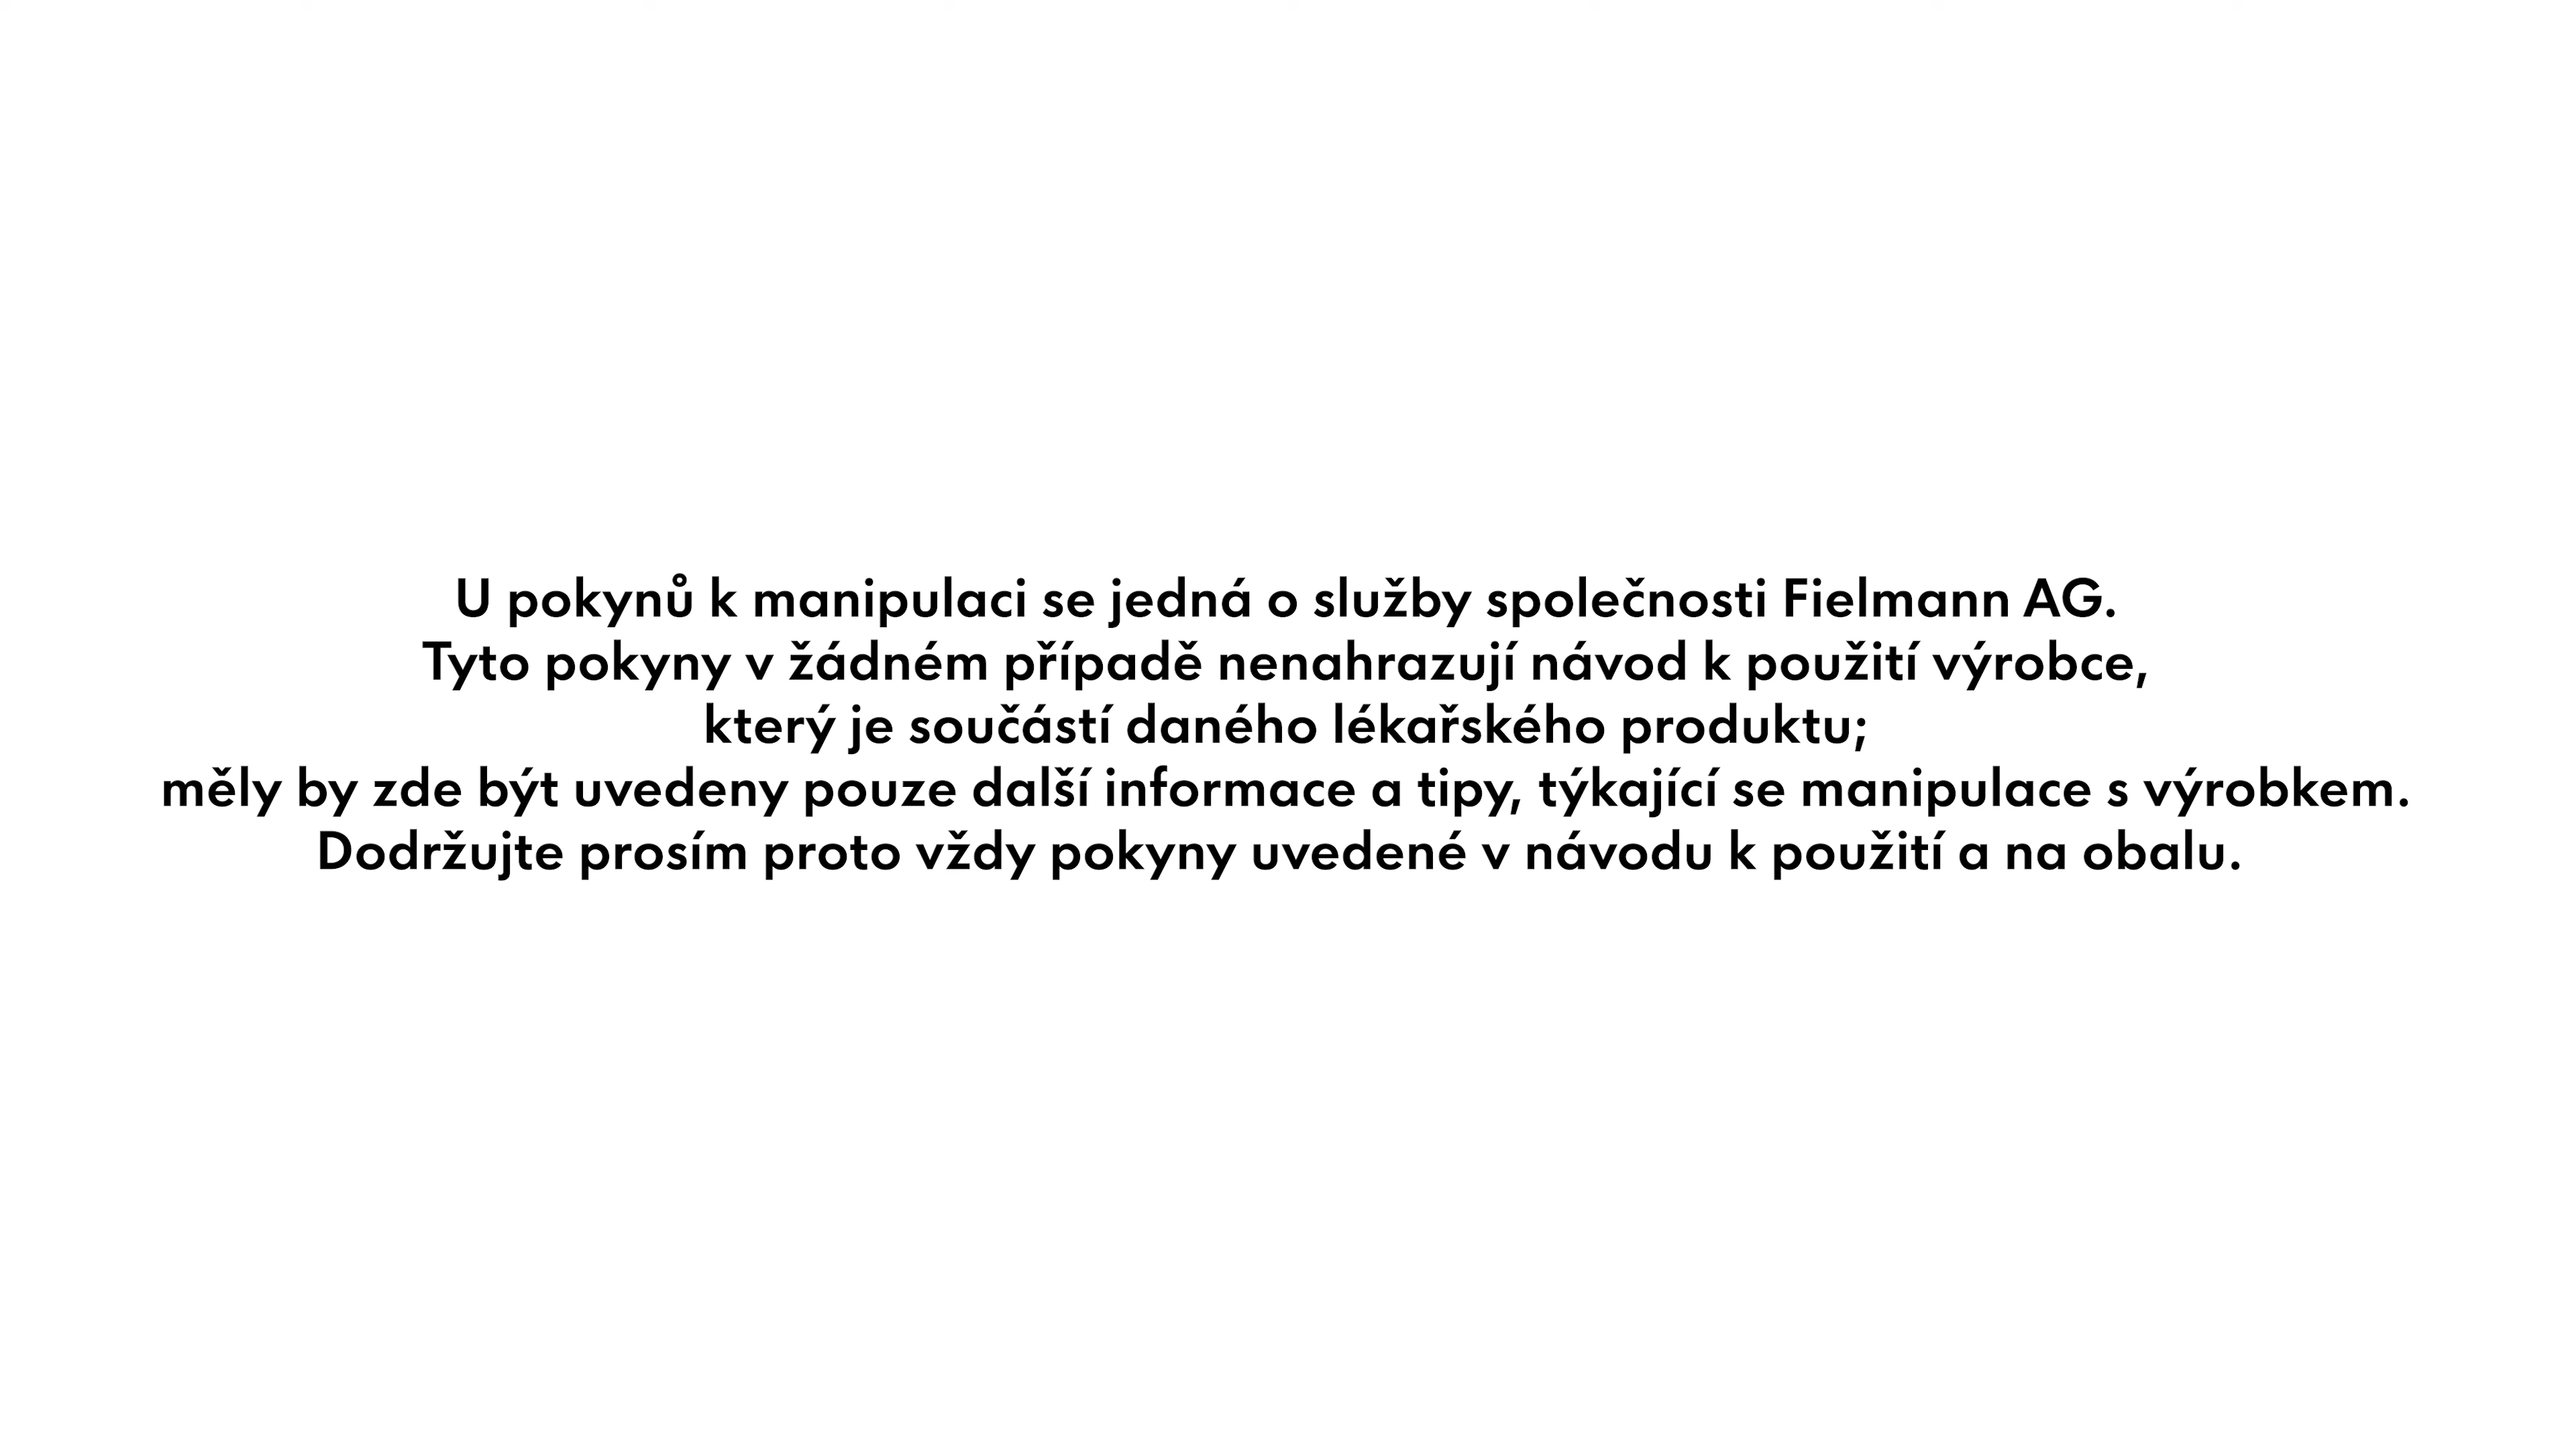 U pokynů k manipulaci se jedná o služby společnosti Fielmann AG.
Tyto pokyny v žádném případě nenahrazují návod k použití výrobce,
který je součástí daného lékařského produktu;
měly by zde být uvedeny pouze další informace a tipy, týkající se manipulace s výrobkem.
Dodržujte prosím proto vždy pokyny uvedené v návodu k použití a na obalu.